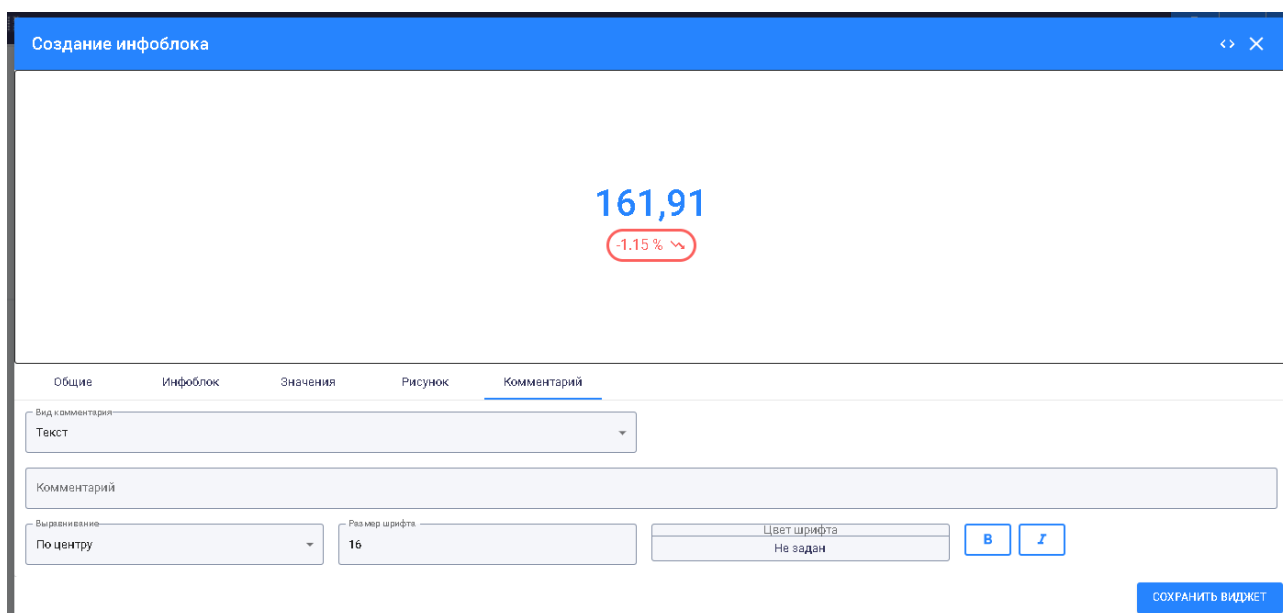 Создание инфоблока
161,91
-1.15 %
Общие Инфоблок Значения Рисунок Комментарий
Вид комментария
Текст
Комментарий
Выравнивание Размер шрифта Цвет шрифта
По центру 16 Не задан B I
СОХРАНИТЬ ВИДЖЕТ